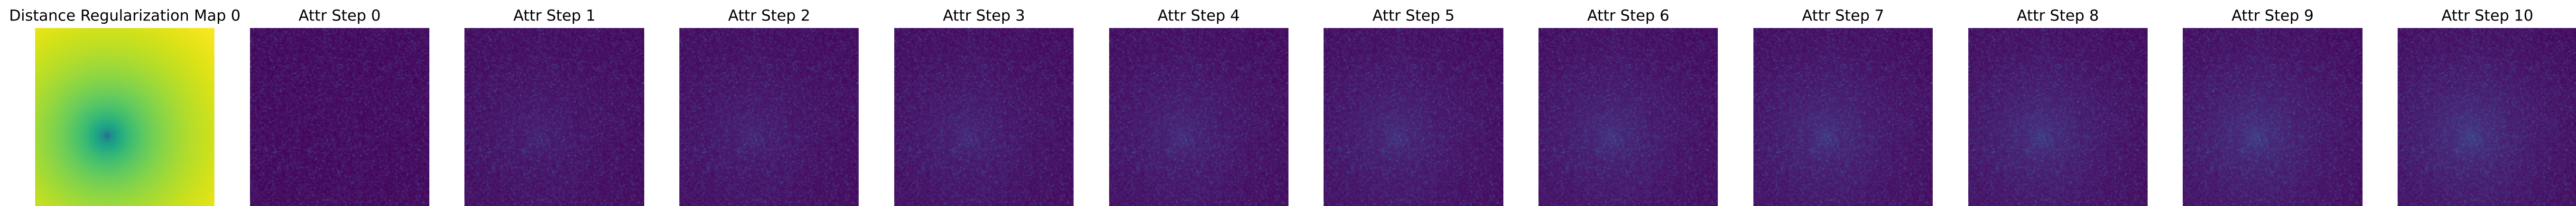 Distance Regularization Map 0
Attr Step 0
Attr Step 1
Attr Step 2
Attr Step 3
Attr Step 4
Attr Step 5
Attr Step 6
Attr Step 7
Attr Step 8
Attr Step 9
Attr Step 10